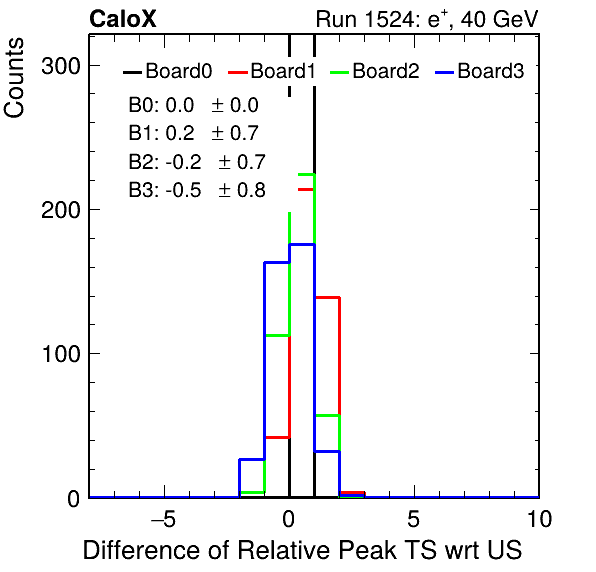 CaloX Run 1524: e+, 40 GeV
Counts
Board0 Board1 Board2 Board3
B0: 0.0 ± 0.0
B1: 0.2 ± 0.7
B2: -0.2 ± 0.7
B3: -0.5 ± 0.8
300
200
100
0
−5 0 5 10
Difference of Relative Peak TS wrt US